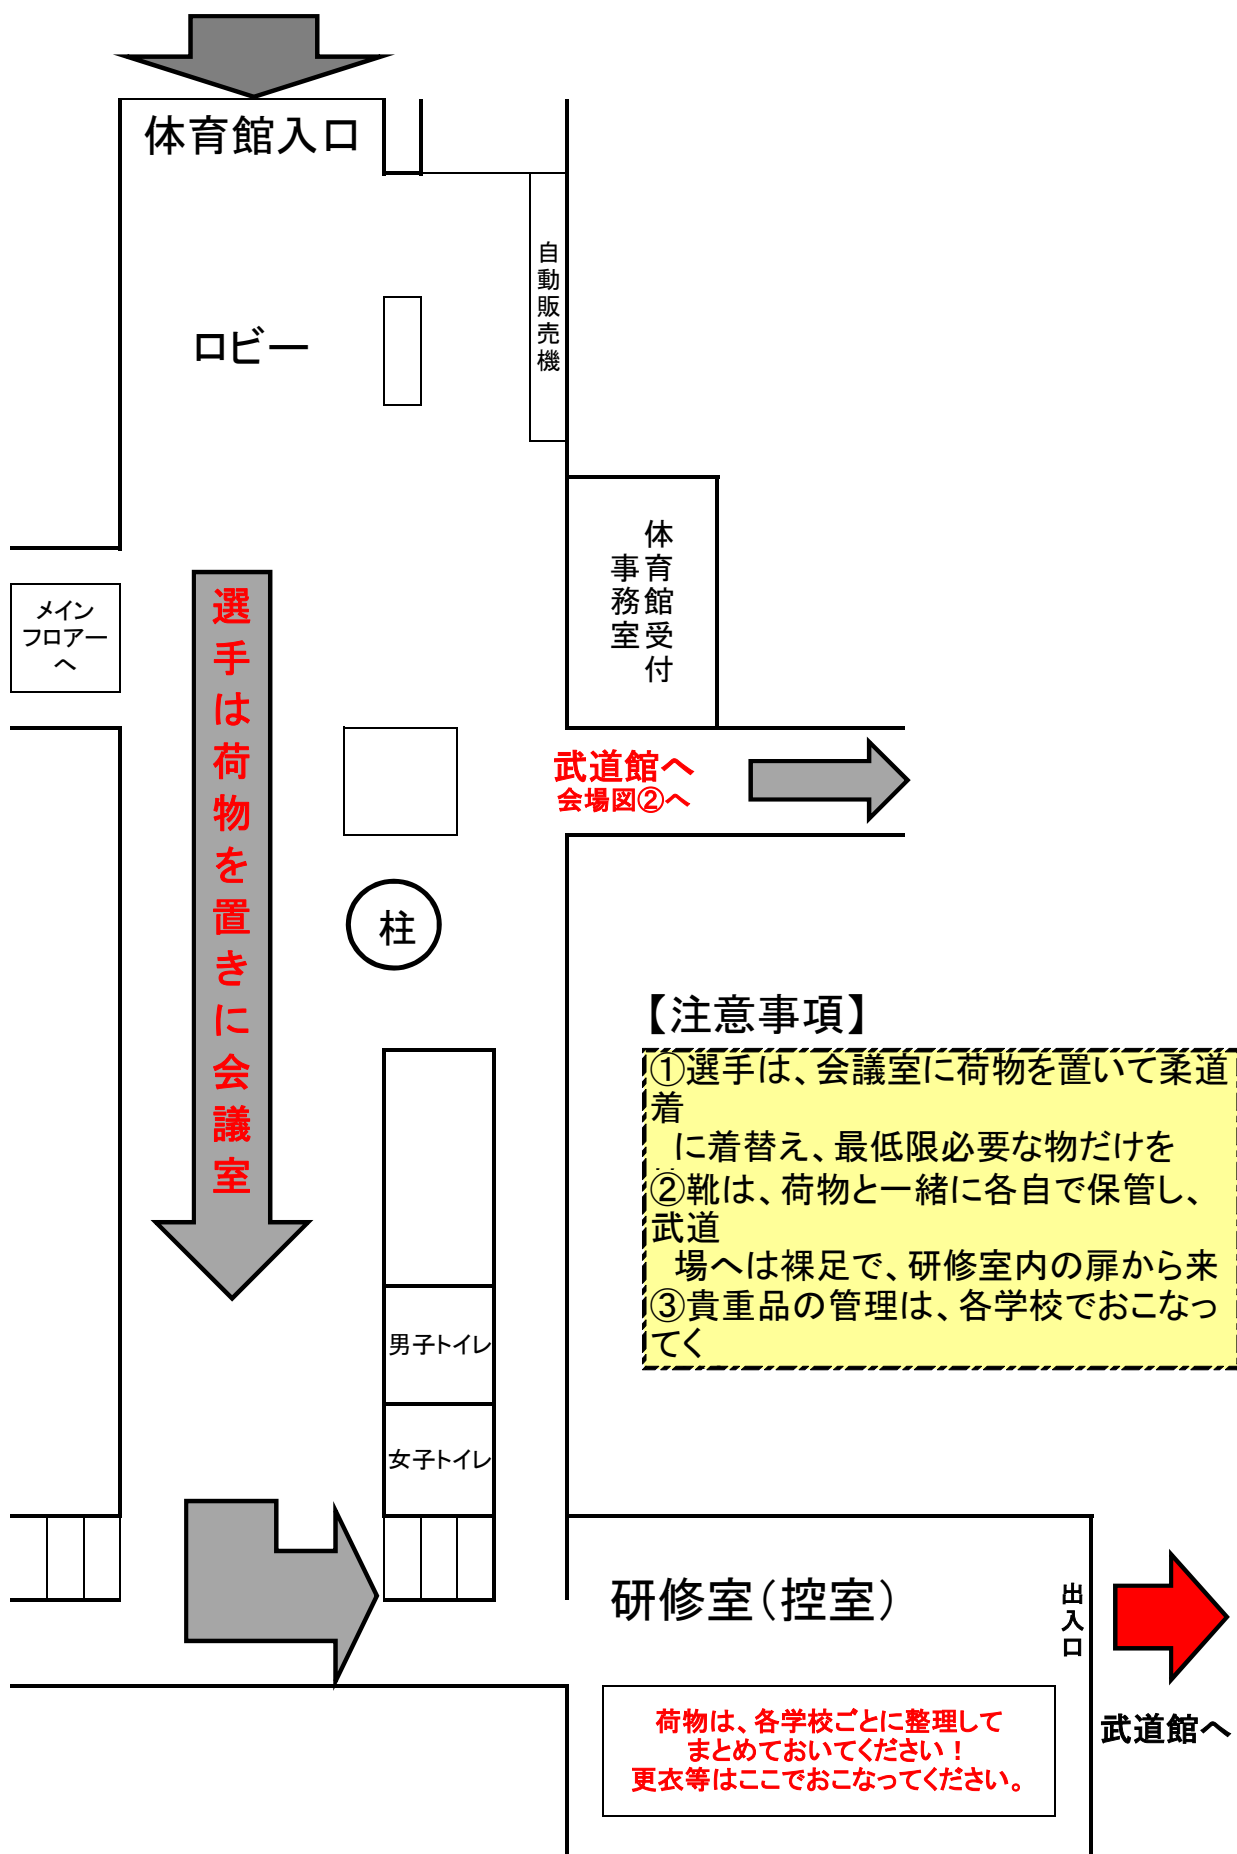 体育館入口
自動販売機
ロビー
体育館受付
事務室
メイン
フロアー
へ
選手は荷物を置きに会議室
武道館へ
会場図②へ
柱
【注意事項】
①選手は、会議室に荷物を置いて柔道
着
に着替え、最低限必要な物だけを
②靴は、荷物と一緒に各自で保管し、
武道
場へは裸足で、研修室内の扉から来
③貴重品の管理は、各学校でおこなっ
てく
男子トイレ
女子トイレ
研修室（控室）
出入口
武道館へ
荷物は、各学校ごとに整理して
まとめておいてください！
更衣等はここでおこなってください。